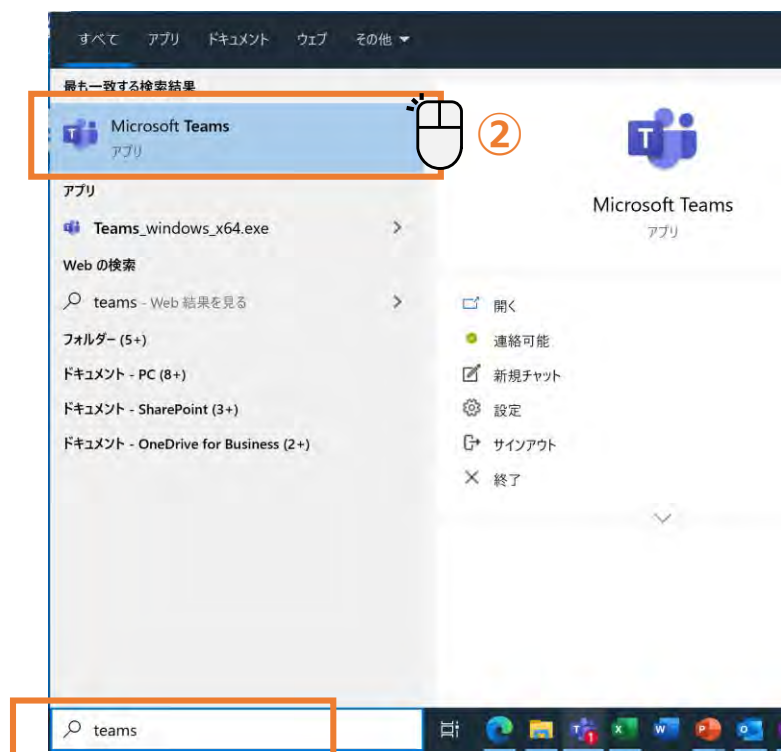 すべて アプリ ドキュメント ウェブ その他
最も一致する検索結果
Microsoft Teams
アプリ
②
アプリ
Teams_windows_x64.exe
Web の検索
teams - Web 結果を見る
フォルダー (5+)
ドキュメント - PC (8+)
ドキュメント - SharePoint (3+)
ドキュメント - OneDrive for Business (2+)
Microsoft Teams
アプリ
開く
連絡可能
新規チャット
設定
サインアウト
終了
teams